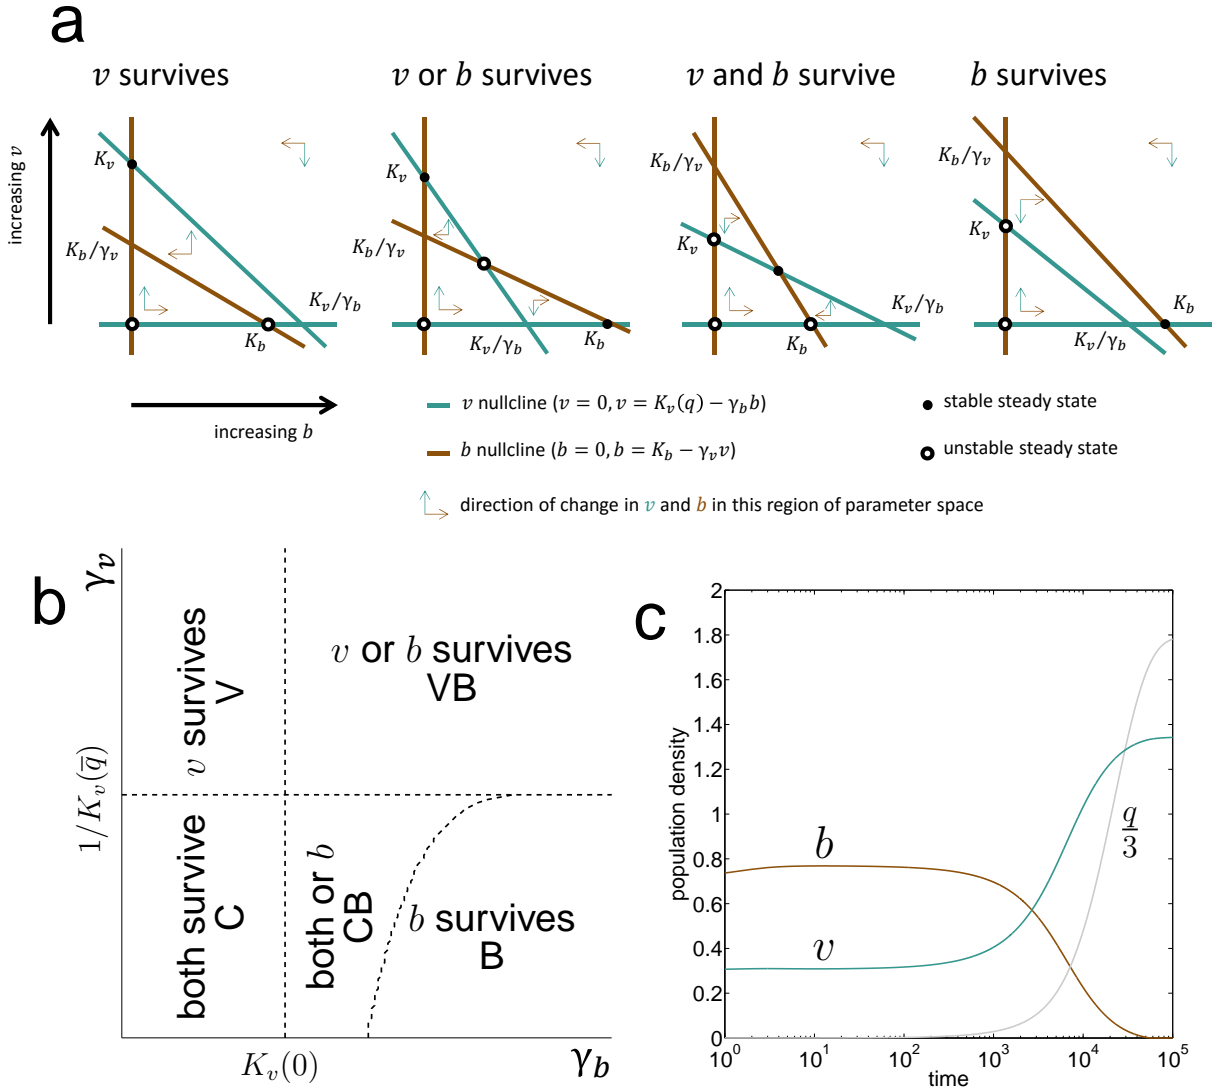 a
v survives
v or b survives
v and b survive
b survives
increasing v
K_v
K_b/γ_v
K_v/γ_b
K_b
K_v
K_b/γ_v
K_v/γ_b
K_b
K_b/γ_v
K_v
K_v/γ_b
K_b
K_b/γ_v
K_v
K_b
K_v/γ_b
increasing b
v nullcline (v = 0, v = K_v(q) − γ_b b)
b nullcline (b = 0, b = K_b − γ_v v)
direction of change in v and b in this region of parameter space
stable steady state
unstable steady state
b
γ_v
v survives
V
v or b survives
VB
1/K_v(q̅)
both survive
C
both or b
CB
b survives
B
K_v(0)
γ_b
c
population density
2
1.8
1.6
1.4
1.2
1
0.8
0.6
0.4
0.2
0
b
v
q/3
10^0
10^1
10^2
10^3
10^4
10^5
time